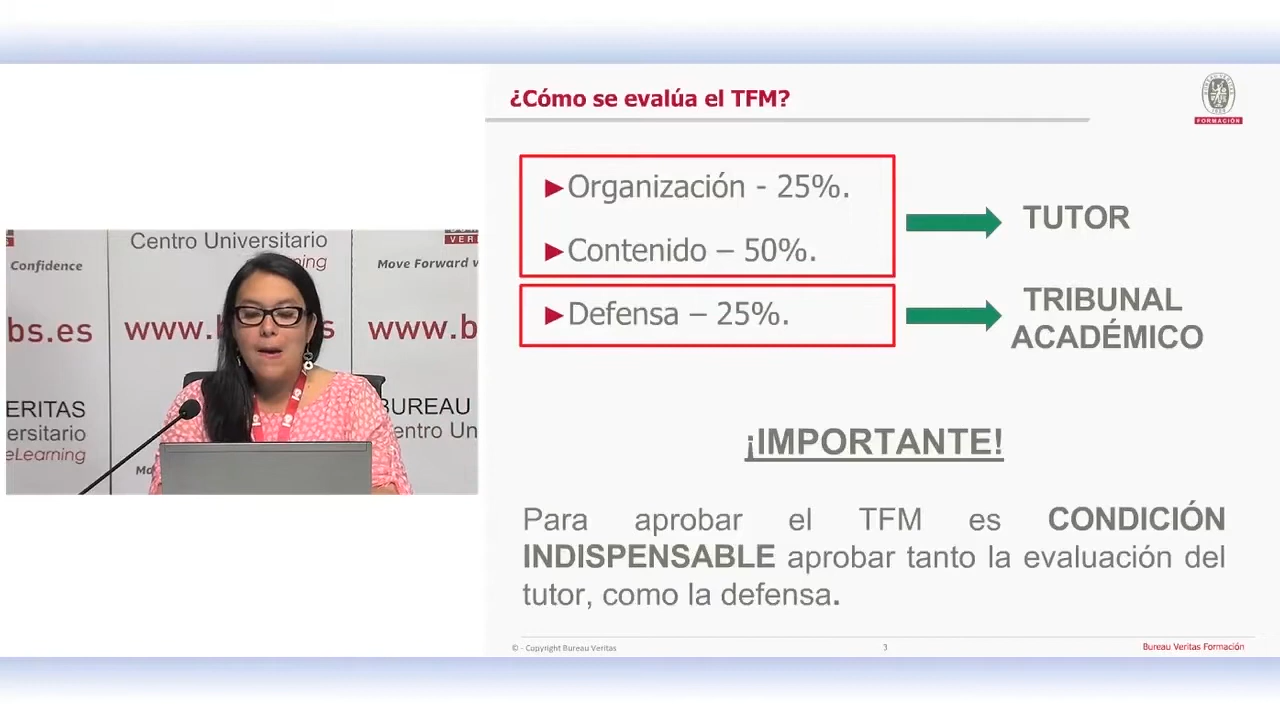 ¿Cómo se evalúa el TFM?
FORMACIÓN
►Organización - 25%.
►Contenido – 50%.
TUTOR
►Defensa – 25%.
TRIBUNAL
ACADÉMICO
¡IMPORTANTE!
Para aprobar el TFM es CONDICIÓN
INDISPENSABLE aprobar tanto la evaluación del
tutor, como la defensa.
© - Copyright Bureau Veritas
3
Bureau Veritas Formación
Centro Universitario
Confidence
ning
Move Forward w
bs.es
www.b
s
www.b
ERITAS
BUREAU
ersitario
entro Un
eLearning